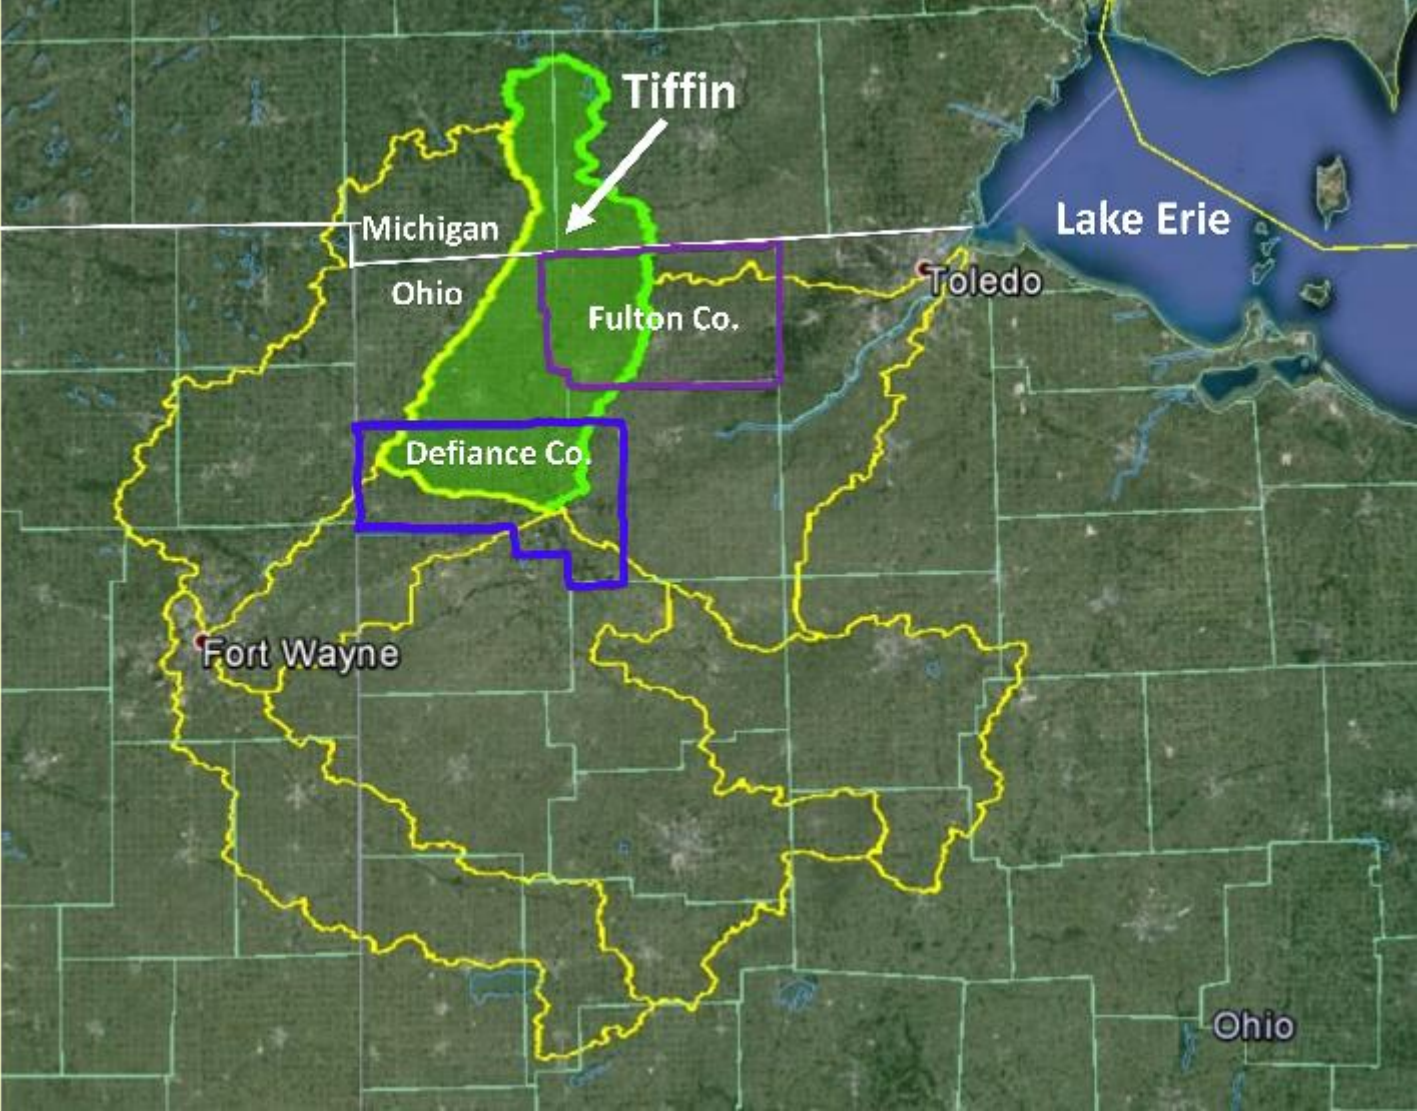 Tiffin
Michigan
Lake Erie
Ohio
Toledo
Fulton Co.
Defiance Co.
Fort Wayne
Ohio